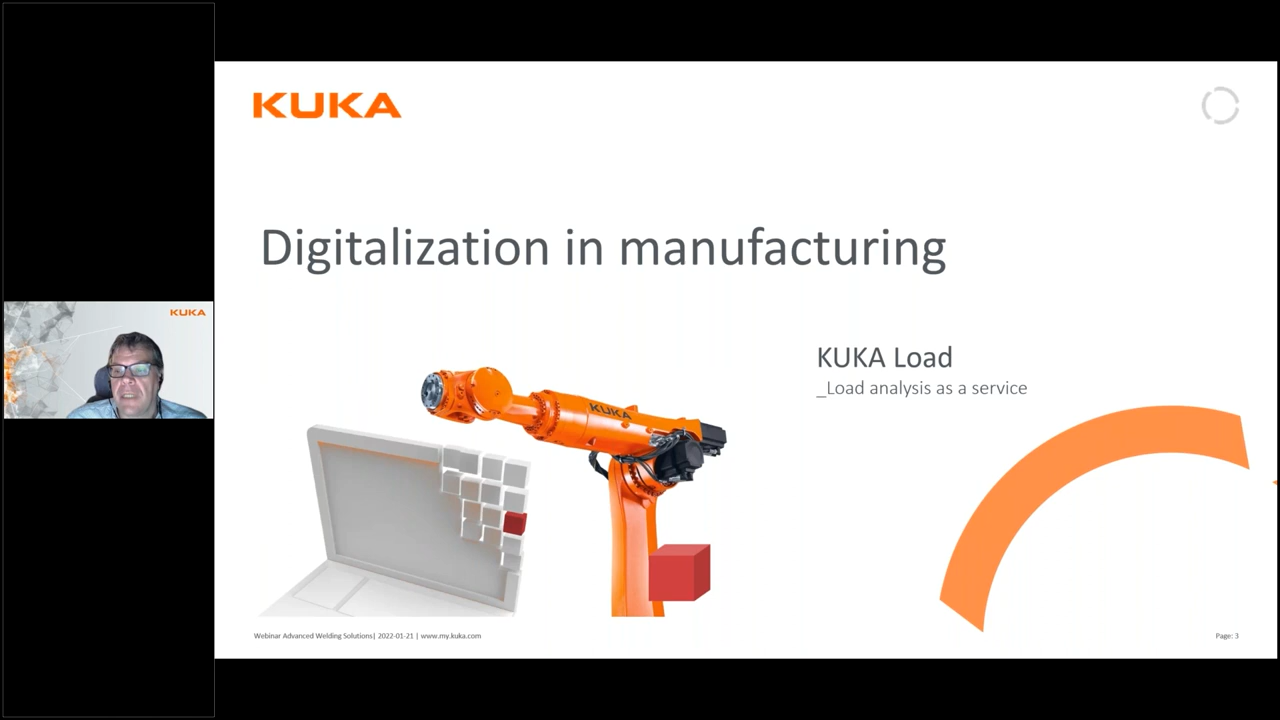 KUKA
Digitalization in manufacturing
KUKA Load
_Load analysis as a service
KUKA
KUKA
Webinar Advanced Welding Solutions| 2022-01-21 | www.my.kuka.com
Page: 3